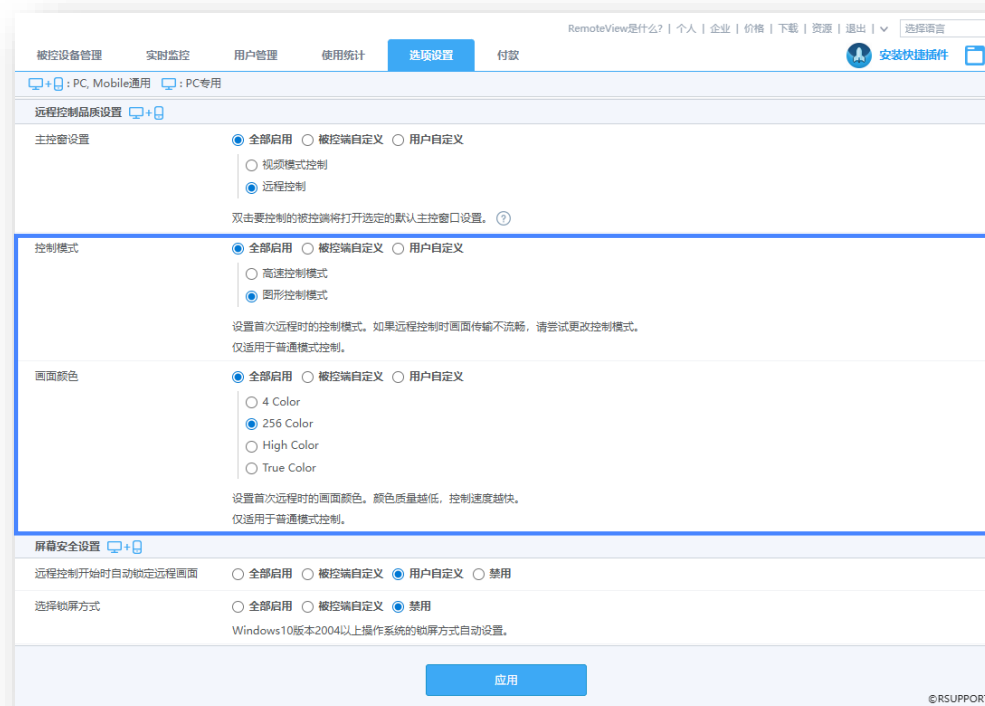 RemoteView是什么? | 个人 | 企业 | 价格 | 下载 | 资源 | 退出 | 选择语言
被控设备管理 实时监控 用户管理 使用统计 选项设置 付款 安装快捷插件
+ : PC, Mobile通用 : PC专用
远程控制品质设置 +
主控窗设置 全部启用 被控端自定义 用户自定义
视频模式控制
远程控制
双击要控制的被控端将打开选定的默认主控窗口设置。 ?
控制模式 全部启用 被控端自定义 用户自定义
高速控制模式
图形控制模式
设置首次远程时的控制模式。如果远程控制时画面传输不流畅，请尝试更改控制模式。
仅适用于普通模式控制。
画面颜色 全部启用 被控端自定义 用户自定义
4 Color
256 Color
High Color
True Color
设置首次远程时的画面颜色。颜色质量越低，控制速度越快。
仅适用于普通模式控制。
屏幕安全设置 +
远程控制开始时自动锁定远程画面 全部启用 被控端自定义 用户自定义 禁用
选择锁屏方式 全部启用 被控端自定义 禁用
Windows10版本2004以上操作系统的锁屏方式自动设置。
应用
©RSUPPORT